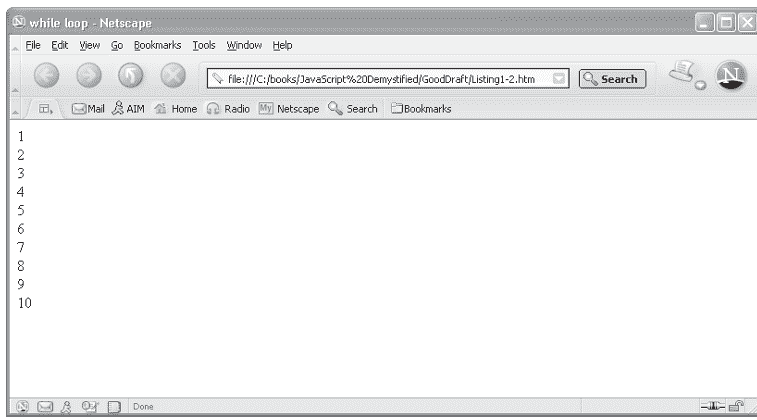 while loop - Netscape
File Edit View Go Bookmarks Tools Window Help
file:///C:/books/JavaScript%20Demystified/GoodDraft/Listing1-2.htm Search N
Mail AIM Home Radio My Netscape Search Bookmarks
1
2
3
4
5
6
7
8
9
10
Done